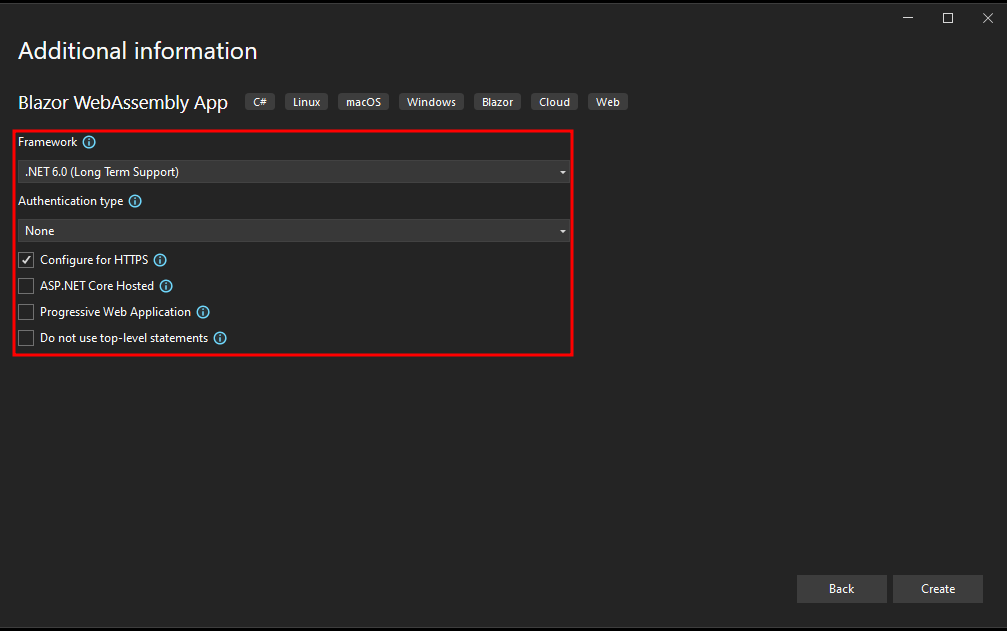 Additional information
Blazor WebAssembly App C# Linux macOS Windows Blazor Cloud Web
Framework
.NET 6.0 (Long Term Support)
Authentication type
None
Configure for HTTPS
ASP.NET Core Hosted
Progressive Web Application
Do not use top-level statements
Back Create